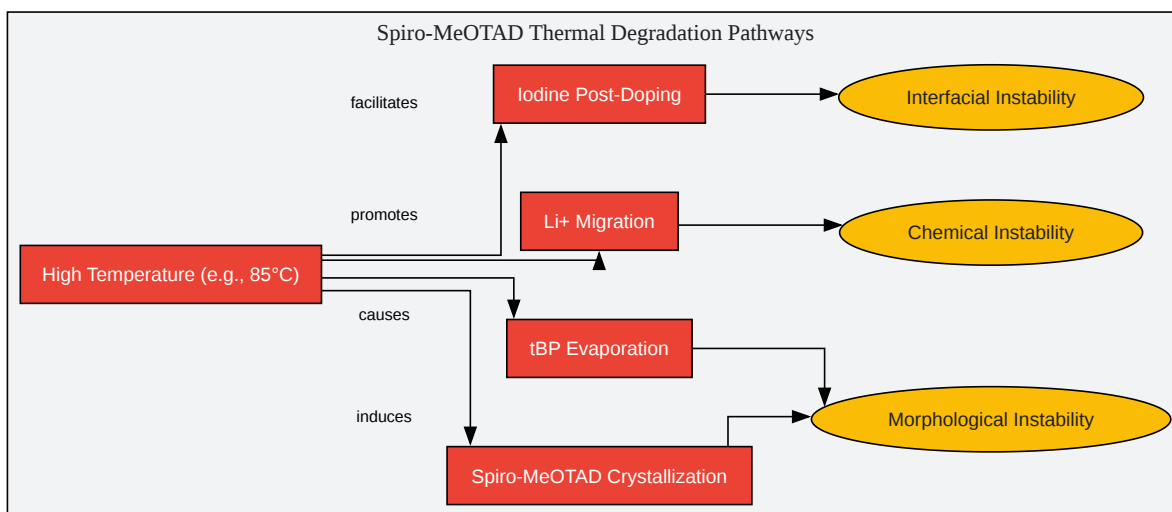 Spiro-MeOTAD Thermal Degradation Pathways
facilitates
Iodine Post-Doping
Interfacial Instability
promotes
Li+ Migration
Chemical Instability
High Temperature (e.g., 85°C)
causes
tBP Evaporation
Morphological Instability
induces
Spiro-MeOTAD Crystallization